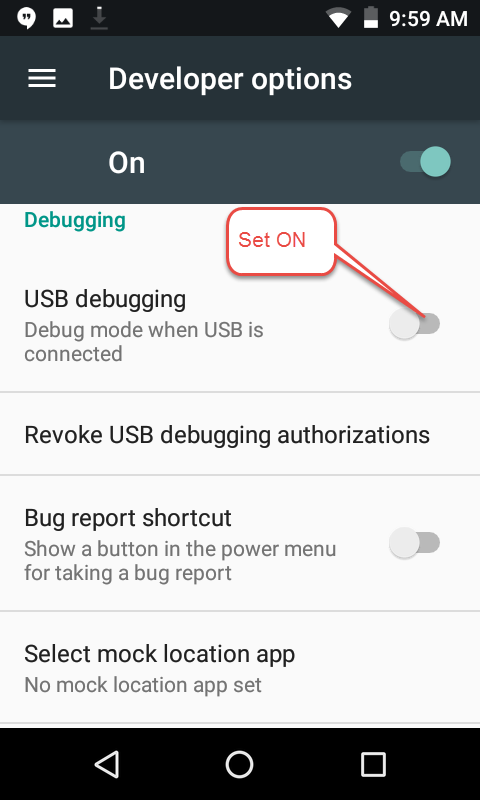 9:59 AM
Developer options
On
Debugging
Set ON
USB debugging
Debug mode when USB is
connected
Revoke USB debugging authorizations
Bug report shortcut
Show a button in the power menu
for taking a bug report
Select mock location app
No mock location app set